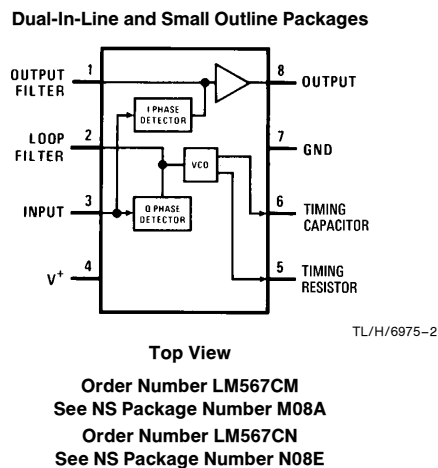 Dual-In-Line and Small Outline Packages
OUTPUT FILTER 1
8 OUTPUT
I PHASE DETECTOR
LOOP FILTER 2
7 GND
VCO
INPUT 3
6 TIMING CAPACITOR
Q PHASE DETECTOR
V+ 4
5 TIMING RESISTOR
TL/H/6975–2
Top View
Order Number LM567CM
See NS Package Number M08A
Order Number LM567CN
See NS Package Number N08E